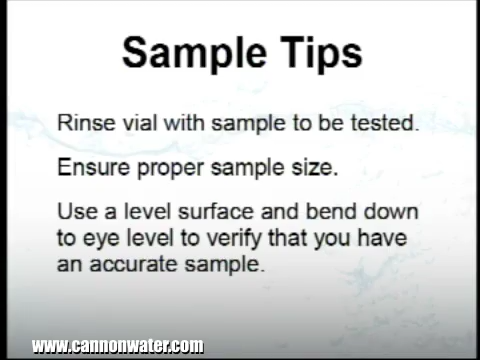 Sample Tips
Rinse vial with sample to be tested.
Ensure proper sample size.
Use a level surface and bend down
to eye level to verify that you have
an accurate sample.
www.cannonwater.com